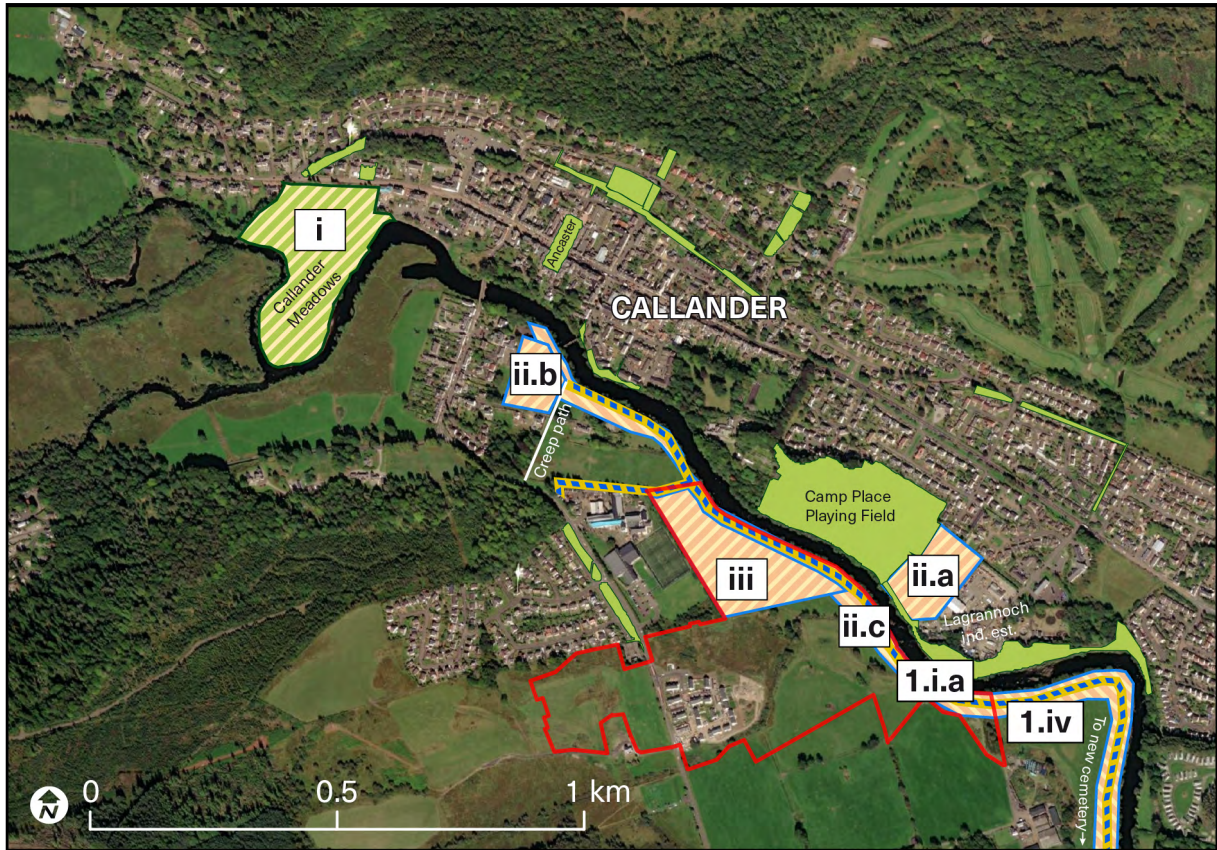 i
Callander
Meadows
Ancaster
CALLANDER
ii.b
Creep path
Camp Place
Playing Field
iii
ii.a
Lagrannoch
ind. est.
ii.c
1.i.a
1.iv
To new cemetery→
N
0
0.5
1 km